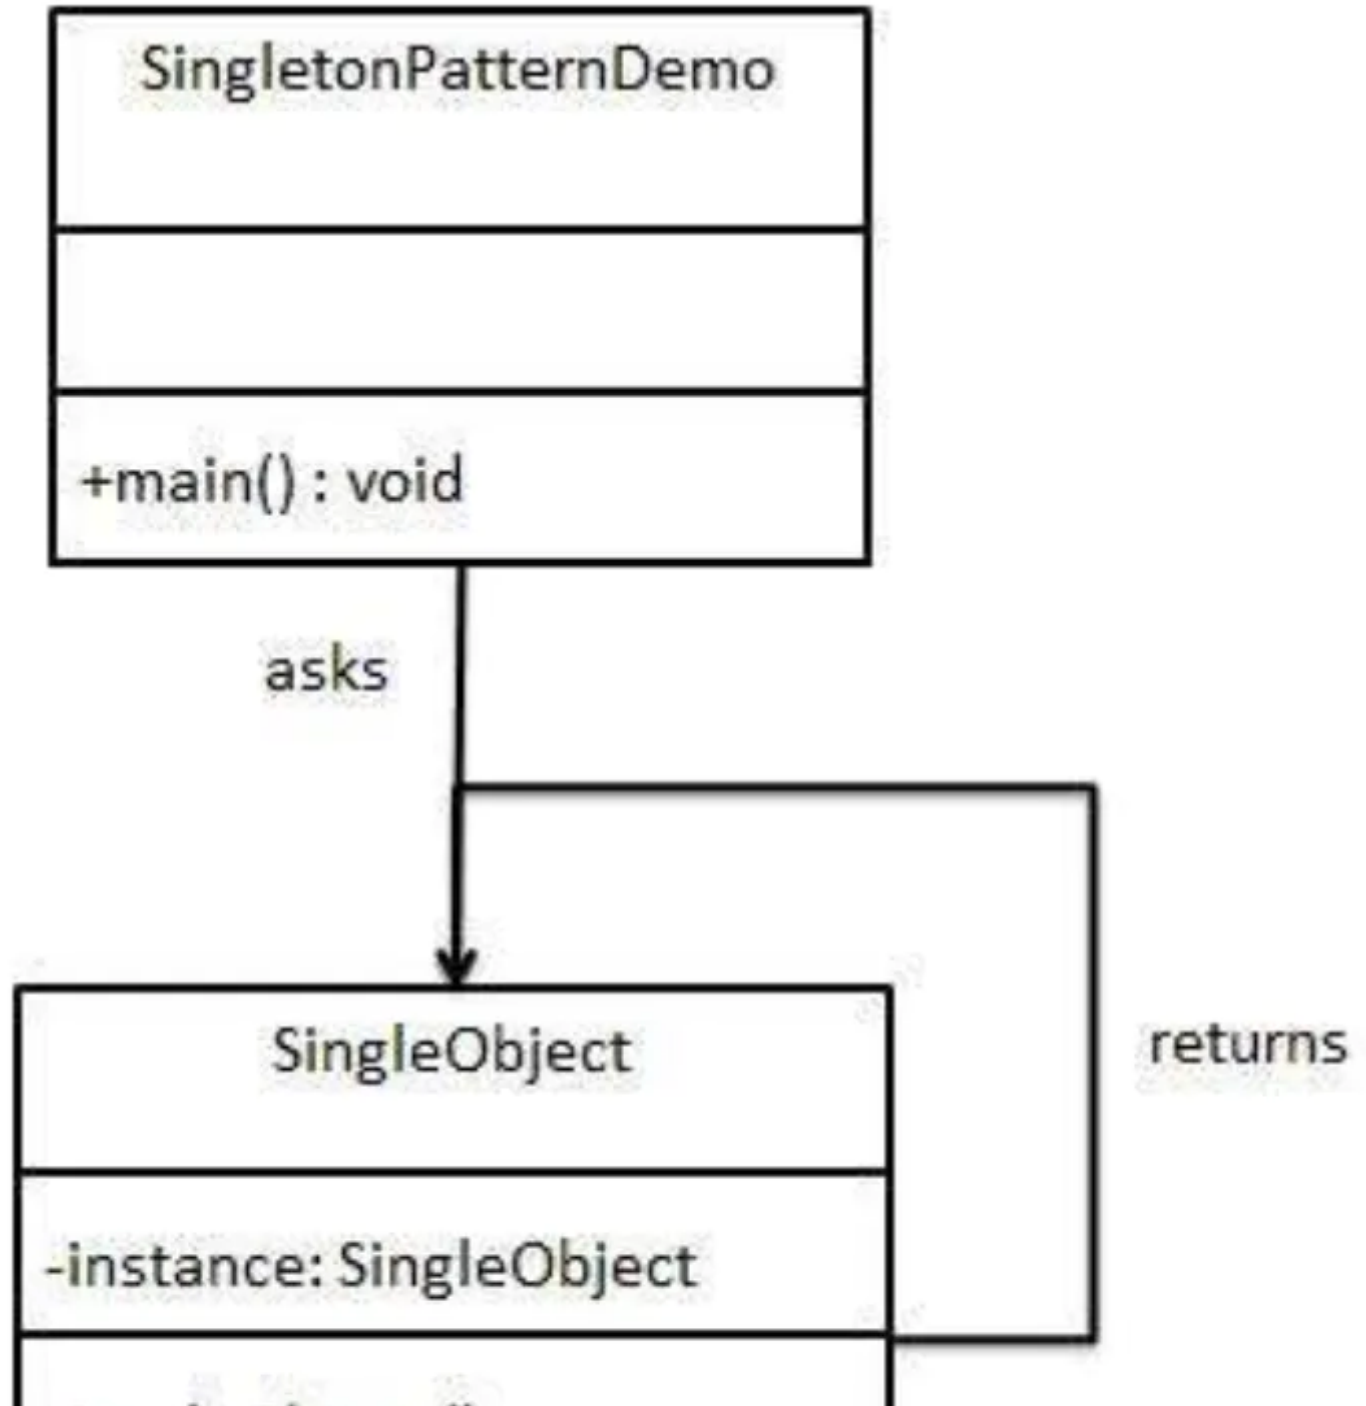 SingletonPatternDemo
+main() : void
asks
SingleObject
returns
-instance: SingleObject